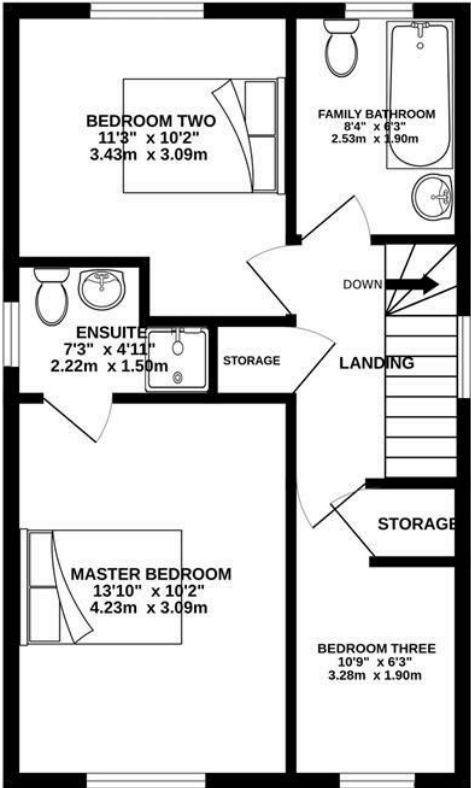 BEDROOM TWO
11'3" x 10'2"
3.43m x 3.09m
FAMILY BATHROOM
8'4" x 6'3"
2.53m x 1.90m
DOWN
ENSUITE
7'3" x 4'11"
2.22m x 1.50m
STORAGE
LANDING
STORAGE
MASTER BEDROOM
13'10" x 10'2"
4.23m x 3.09m
BEDROOM THREE
10'9" x 6'3"
3.28m x 1.90m